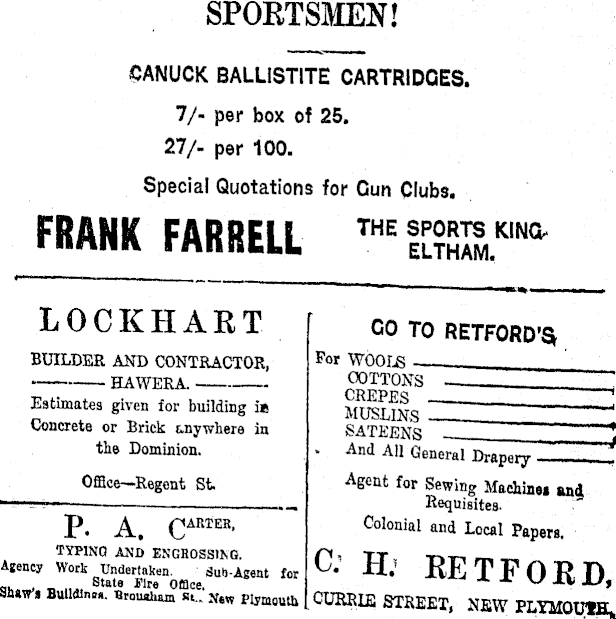 SPORTSMEN!
CANUCK BALLISTITE CARTRIDGES.
7/- per box of 25.
27/- per 100.
Special Quotations for Gun Clubs.
FRANK FARRELL
THE SPORTS KING
ELTHAM.
LOCKHART
BUILDER AND CONTRACTOR,
HAWERA.
Estimates given for building in
Concrete or Brick anywhere in
the Dominion.
Office—Regent St.
P. A. CARTER,
TYPING AND ENGROSSING.
Agency Work Undertaken. Sub-Agent for
State Fire Office,
Shaw's Buildings. Brougham St., New Plymouth
GO TO RETFORD'S,
For WOOLS
COTTONS
CREPES
MUSLINS
SATEENS
And All General Drapery
Agent for Sewing Machines and
Requisites.
Colonial and Local Papers.
C. H. RETFORD,
CURRIE STREET, NEW PLYMOUTH,